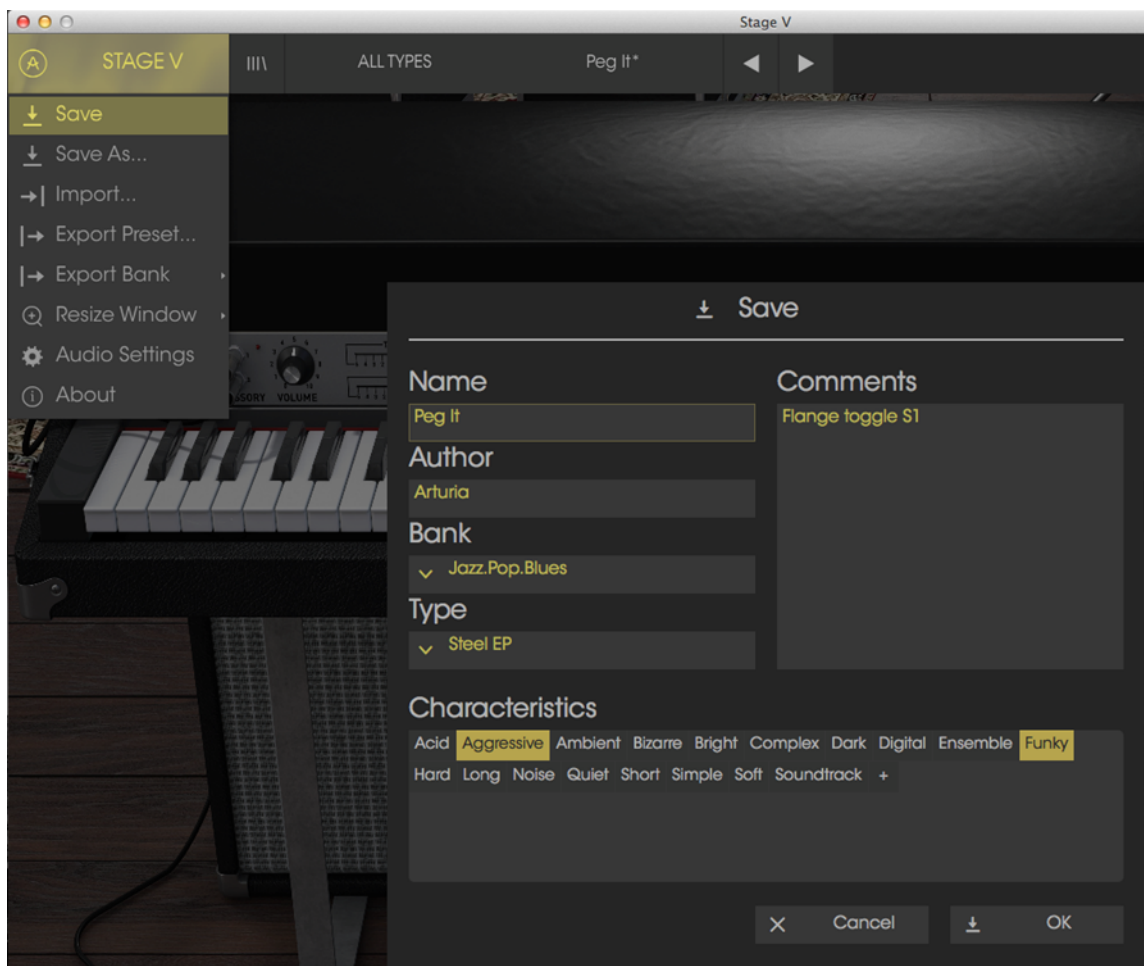 Stage V
STAGE V
ALL TYPES
Peg It*
Save
Save As...
Import...
Export Preset...
Export Bank
Resize Window
Audio Settings
About
VOLUME
Save
Name
Peg It
Author
Arturia
Bank
Jazz.Pop.Blues
Type
Steel EP
Comments
Flange toggle S1
Characteristics
Acid Aggressive Ambient Bizarre Bright Complex Dark Digital Ensemble Funky
Hard Long Noise Quiet Short Simple Soft Soundtrack +
Cancel
OK